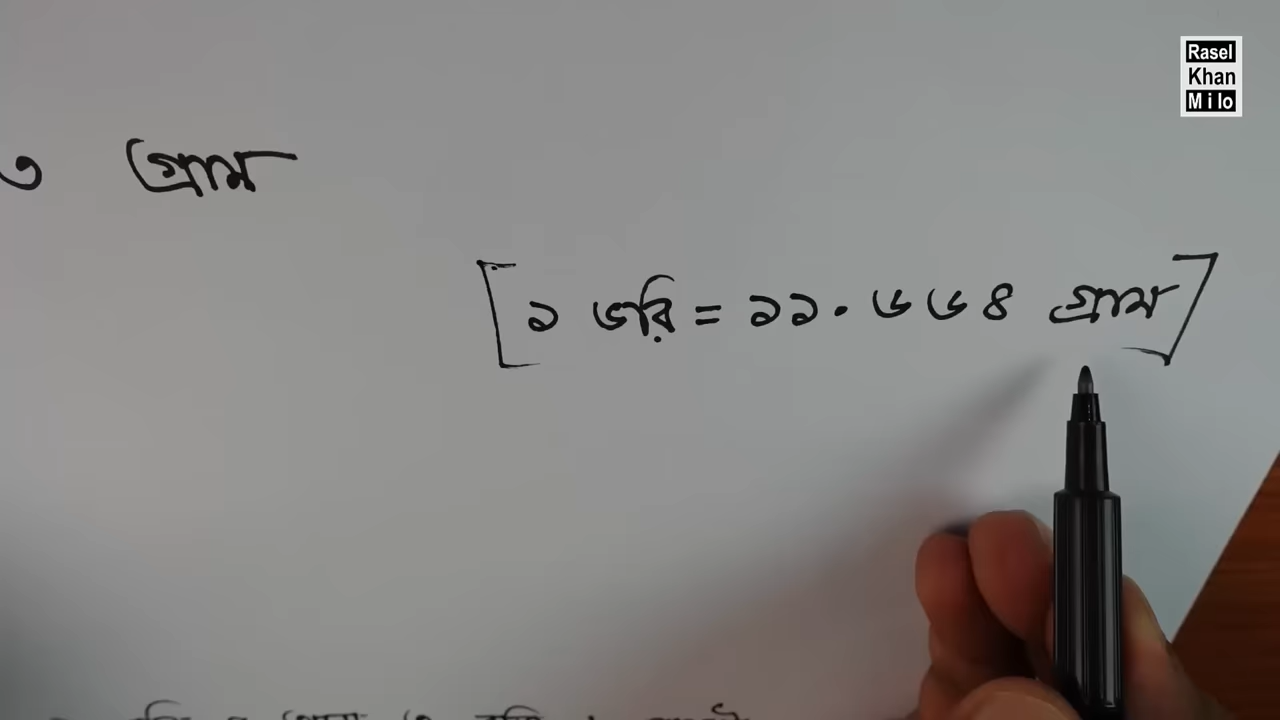 Rasel
Khan
Milo
৩ গ্রাম
[ ১ ভরি = ১১.৬৬৪ গ্রাম ]